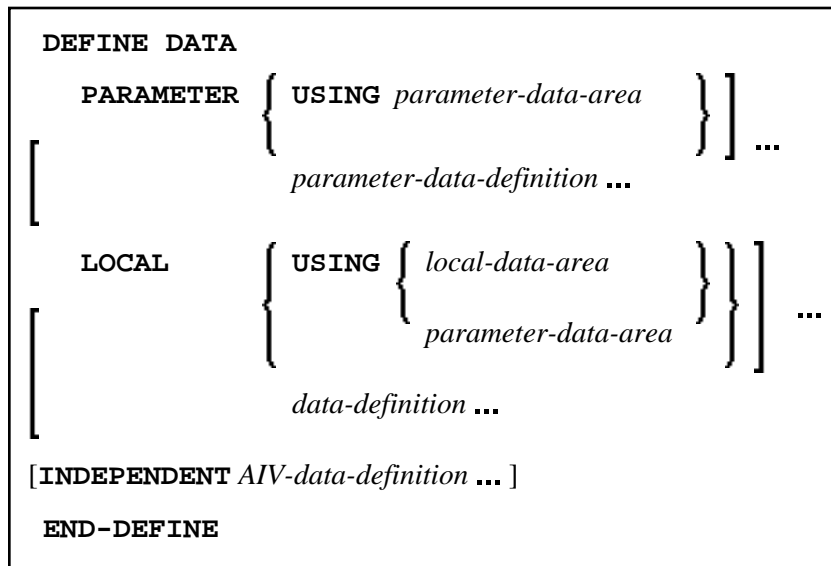 DEFINE DATA
PARAMETER { USING parameter-data-area } ] ...
[ parameter-data-definition ...
LOCAL { USING { local-data-area } } ] ...
parameter-data-area
[ data-definition ...
[INDEPENDENT AIV-data-definition ... ]
END-DEFINE